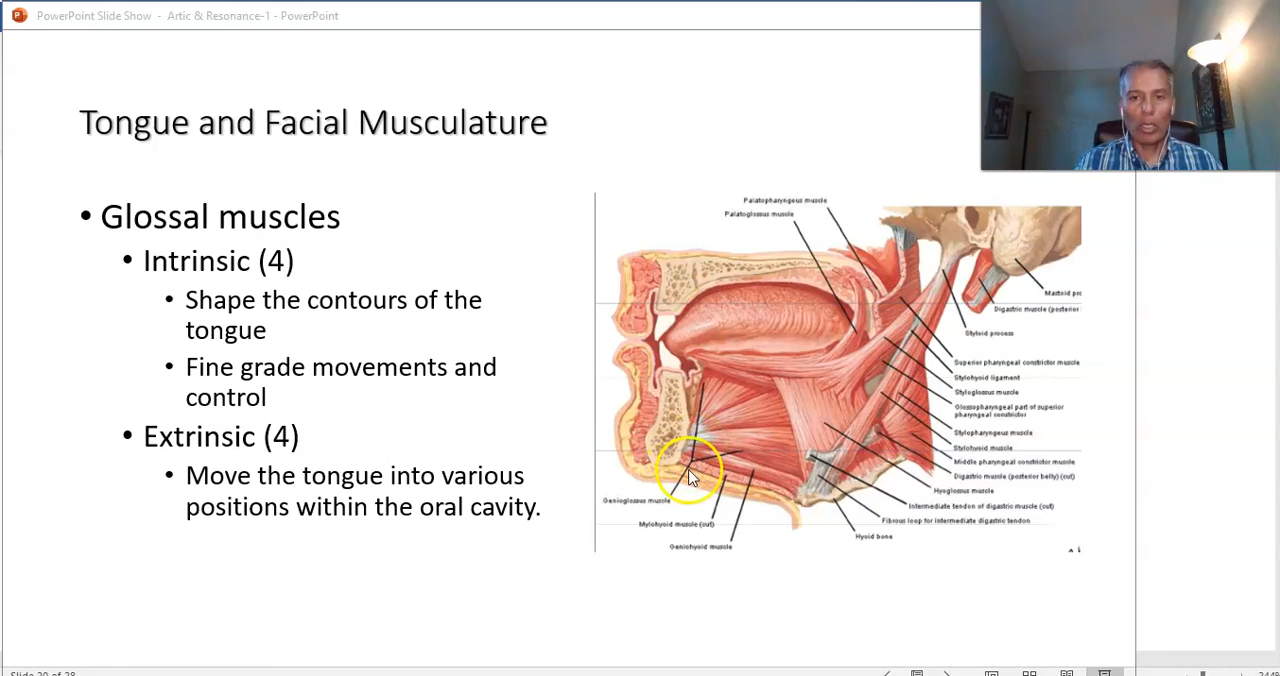 PowerPoint Slide Show - Artic & Resonance-1 - PowerPoint
Tongue and Facial Musculature
• Glossal muscles
• Intrinsic (4)
• Shape the contours of the
tongue
• Fine grade movements and
control
• Extrinsic (4)
• Move the tongue into various
positions within the oral cavity.
Palatopharyngeus muscle
Palatoglossus muscle
Mastoid pro
Digastric muscle (posterior
Styloid process
Superior pharyngeal constrictor muscle
Stylohyoid ligament
Styloglossus muscle
Glossopharyngeal part of superior
pharyngeal constrictor
Stylopharyngeus muscle
Stylohyoid muscle
Middle pharyngeal constrictor muscle
Digastric muscle (posterior belly) (cut)
Hyoglossus muscle
Intermediate tendon of digastric muscle (cut)
Fibrous loop for intermediate digastric tendon
Hyoid bone
Genioglossus muscle
Mylohyoid muscle (cut)
Geniohyoid muscle
Slide 20 of 28
244%